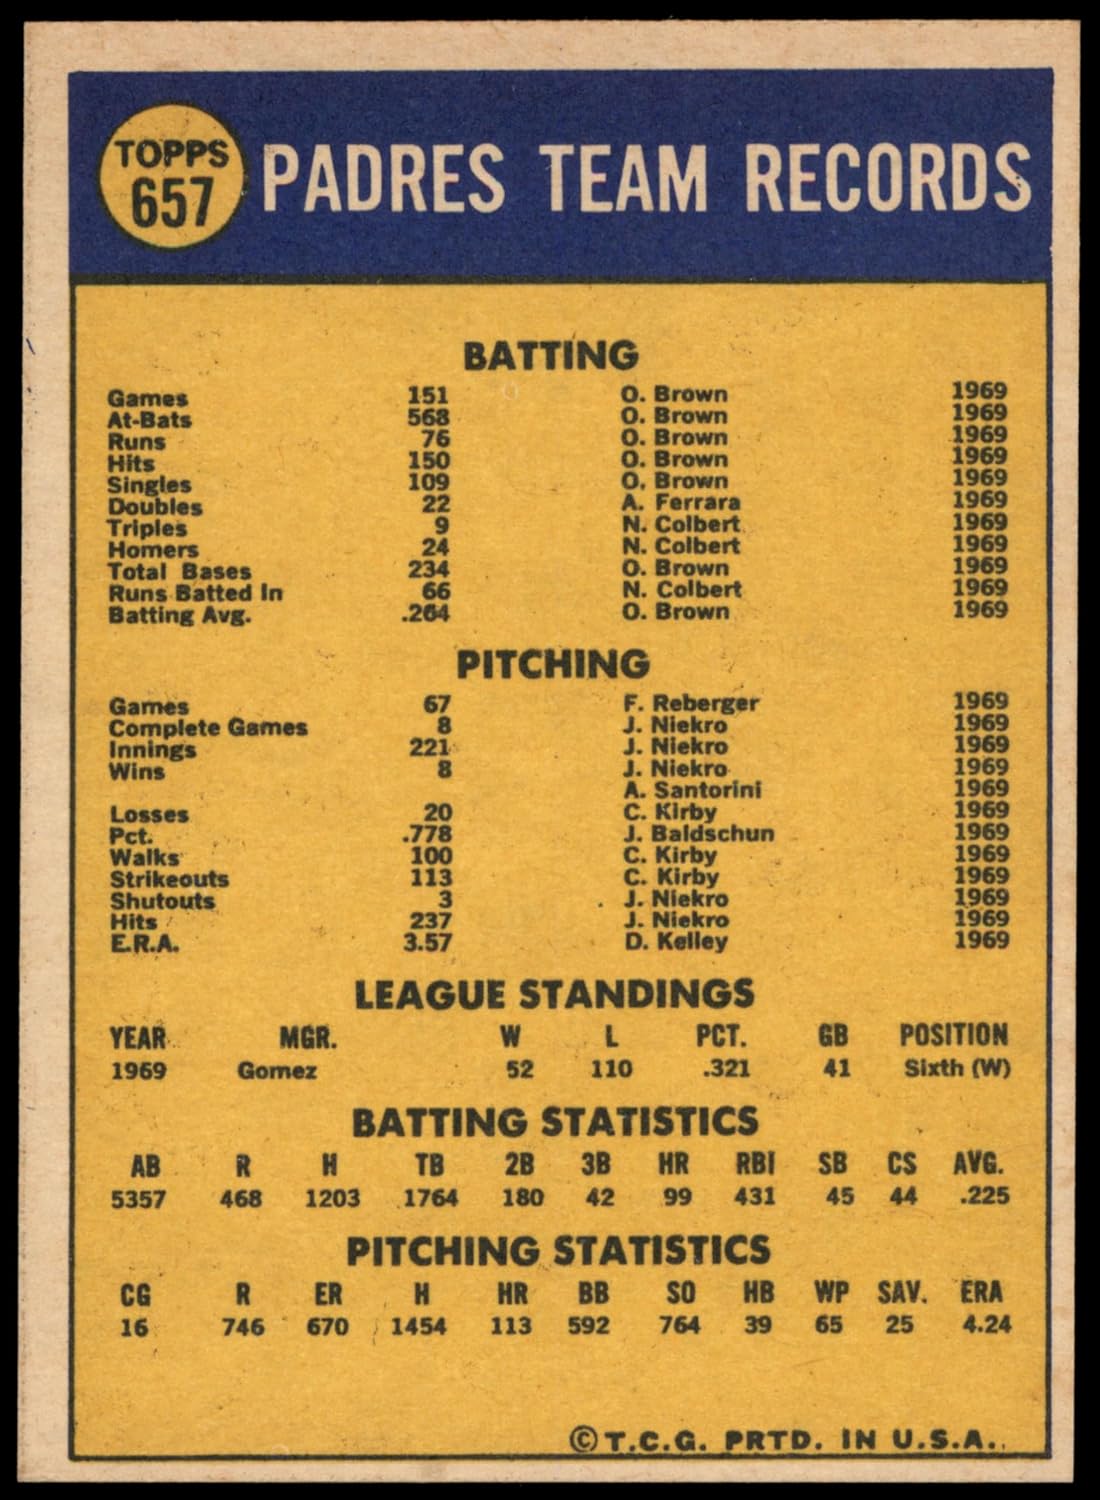 TOPPS
657
PADRES TEAM RECORDS
BATTING
Games 151 O. Brown 1969
At-Bats 568 O. Brown 1969
Runs 76 O. Brown 1969
Hits 150 O. Brown 1969
Singles 109 O. Brown 1969
Doubles 22 A. Ferrara 1969
Triples 9 N. Colbert 1969
Homers 24 N. Colbert 1969
Total Bases 234 O. Brown 1969
Runs Batted In 66 N. Colbert 1969
Batting Avg. .264 O. Brown 1969
PITCHING
Games 67 F. Reberger 1969
Complete Games 8 J. Niekro 1969
Innings 221 J. Niekro 1969
Wins 8 J. Niekro 1969
A. Santorini 1969
Losses 20 C. Kirby 1969
Pct. .778 J. Baldschun 1969
Walks 100 C. Kirby 1969
Strikeouts 113 C. Kirby 1969
Shutouts 3 J. Niekro 1969
Hits 237 J. Niekro 1969
E.R.A. 3.57 D. Kelley 1969
LEAGUE STANDINGS
YEAR MGR. W L PCT. GB POSITION
1969 Gomez 52 110 .321 41 Sixth (W)
BATTING STATISTICS
AB R H TB 2B 3B HR RBI SB CS AVG.
5357 468 1203 1764 180 42 99 431 45 44 .225
PITCHING STATISTICS
CG R ER H HR BB SO HB WP SAV. ERA
16 746 670 1454 113 592 764 39 65 25 4.24
© T.C.G. PRTD. IN U.S.A.